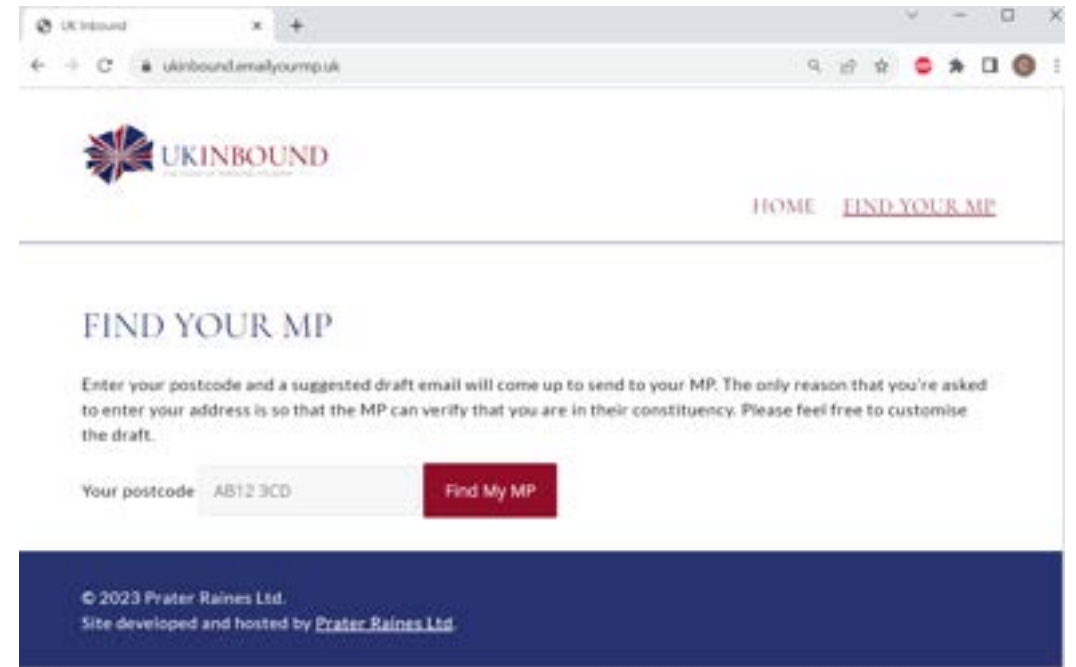 UK Inbound
ukinbound.emailyourmp.uk
UKINBOUND
HOME FIND YOUR MP
FIND YOUR MP
Enter your postcode and a suggested draft email will come up to send to your MP. The only reason that you're asked
to enter your address is so that the MP can verify that you are in their constituency. Please feel free to customise
the draft.
Your postcode AB12 3CD Find My MP
© 2023 Prater Raines Ltd.
Site developed and hosted by Prater Raines Ltd.